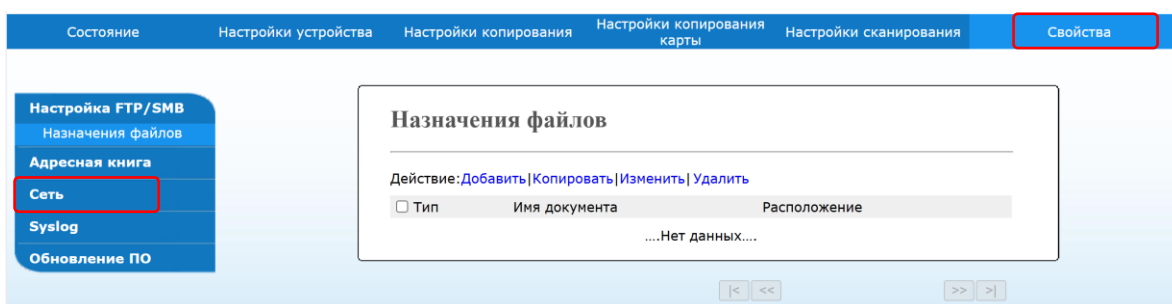 Состояние
Настройки устройства
Настройки копирования
Настройки копирования
карты
Настройки сканирования
Свойства
Настройка FTP/SMB
Назначения файлов
Адресная книга
Сеть
Syslog
Обновление ПО
Назначения файлов
Действие:Добавить|Копировать|Изменить| Удалить
Тип Имя документа Расположение
....Нет данных....
|< << >> >|